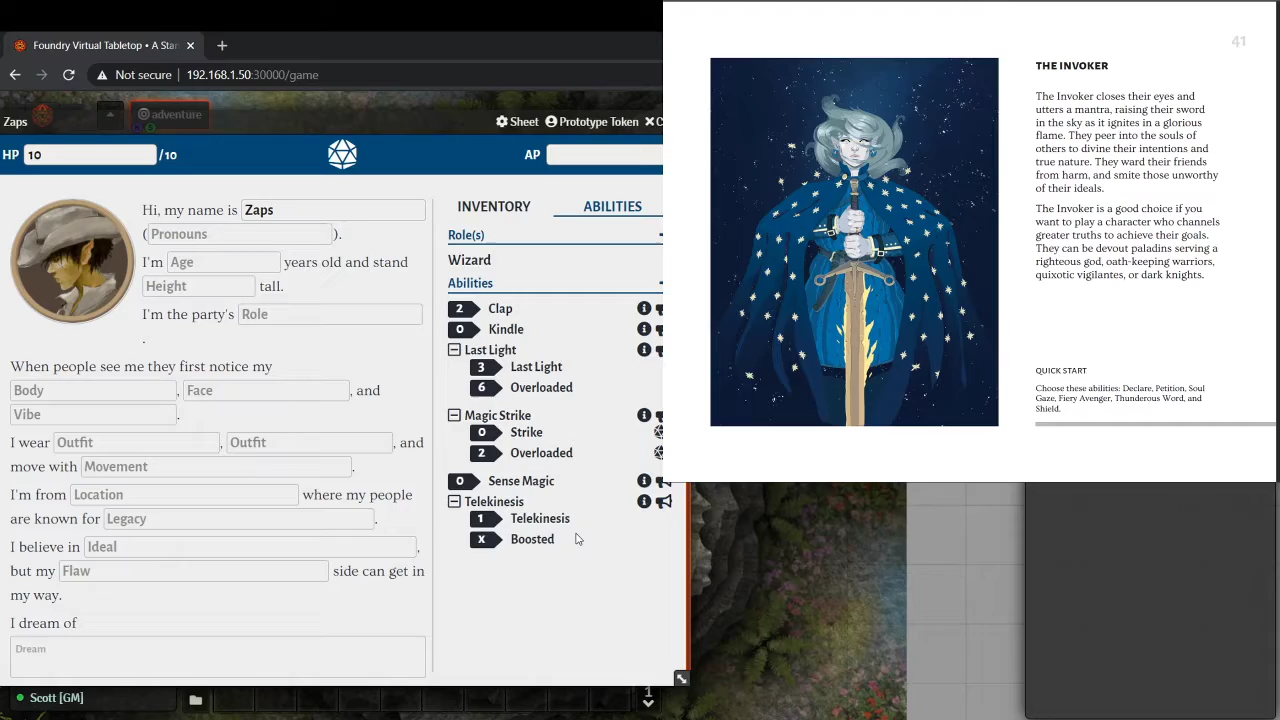 Foundry Virtual Tabletop • A Star
Not secure
192.168.1.50:30000/game
Zaps
adventure
Sheet
Prototype Token
HP
10
/10
AP
Hi, my name is Zaps
(Pronouns).
I'm Age years old and stand
Height tall.
I'm the party's Role
.
When people see me they first notice my
Body, Face, and
Vibe.
I wear Outfit, Outfit, and
move with Movement.
I'm from Location where my people
are known for Legacy.
I believe in Ideal,
but my Flaw side can get in
my way.
I dream of
Dream
INVENTORY
ABILITIES
Role(s)
Wizard
Abilities
2 Clap
0 Kindle
Last Light
3 Last Light
6 Overloaded
Magic Strike
0 Strike
2 Overloaded
0 Sense Magic
Telekinesis
1 Telekinesis
X Boosted
Scott [GM]
1
41
THE INVOKER
The Invoker closes their eyes and
utters a mantra, raising their sword
in the sky as it ignites in a glorious
flame. They peer into the souls of
others to divine their intentions and
true nature. They ward their friends
from harm, and smite those unworthy
of their ideals.
The Invoker is a good choice if you
want to play a character who channels
greater truths to achieve their goals.
They can be devout paladins serving a
righteous god, oath-keeping warriors,
quixotic vigilantes, or dark knights.
QUICK START
Choose these abilities: Declare, Petition, Soul
Gaze, Fiery Avenger, Thunderous Word, and
Shield.